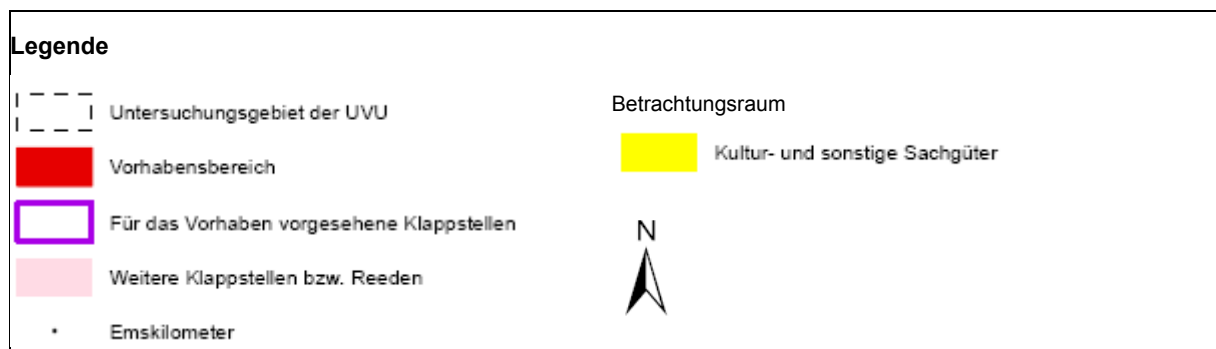 Legende
Untersuchungsgebiet der UVU
Vorhabensbereich
Für das Vorhaben vorgesehene Klappstellen
Weitere Klappstellen bzw. Reeden
Emskilometer
Betrachtungsraum
Kultur- und sonstige Sachgüter
N